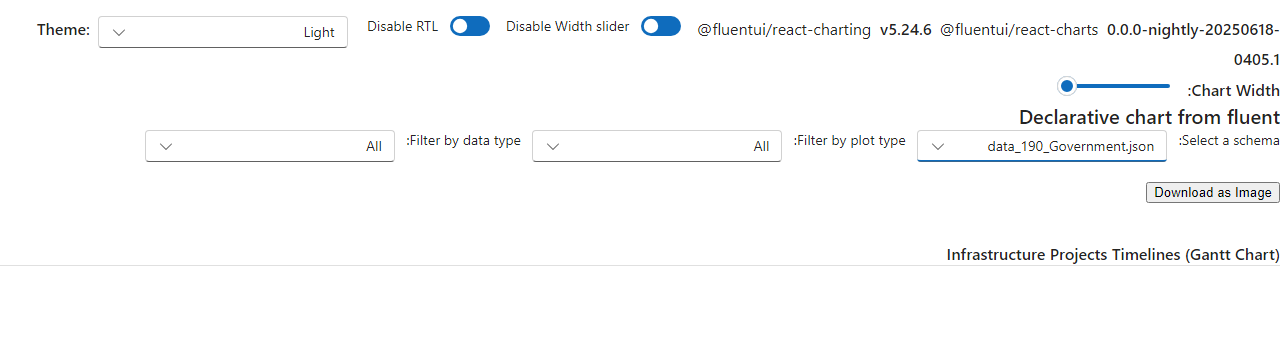 Theme: Light Disable RTL Disable Width slider @fluentui/react-charting v5.24.6 @fluentui/react-charts 0.0.0-nightly-20250618-
0405.1
:Chart Width
Declarative chart from fluent
:Select a schema data_190_Government.json :Filter by plot type All :Filter by data type All
Download as Image
Infrastructure Projects Timelines (Gantt Chart)